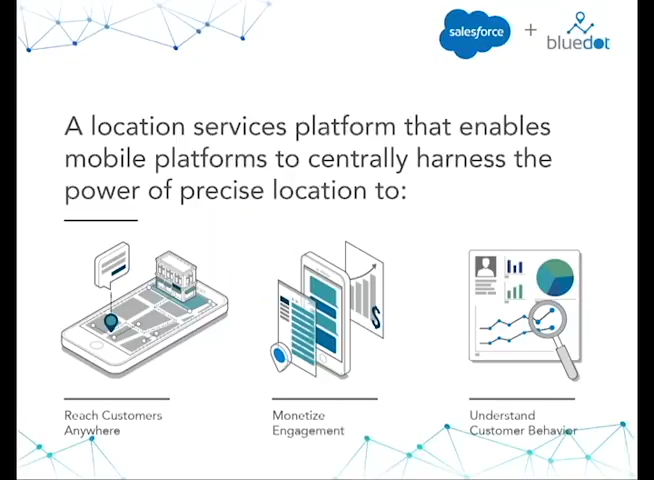 salesforce + bluedot
A location services platform that enables
mobile platforms to centrally harness the
power of precise location to:
$
Reach Customers
Anywhere
Monetize
Engagement
Understand
Customer Behavior